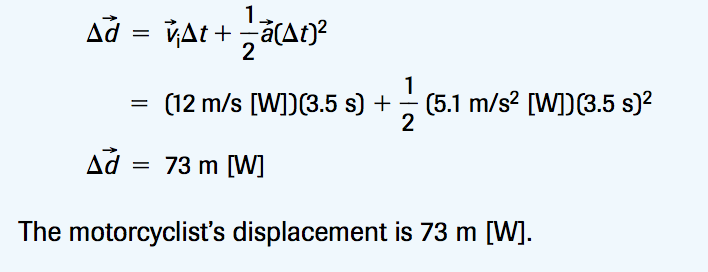 Δd⃗ = v⃗ᵢΔt + 1/2 a⃗(Δt)²
= (12 m/s [W])(3.5 s) + 1/2 (5.1 m/s² [W])(3.5 s)²
Δd⃗ = 73 m [W]
The motorcyclist's displacement is 73 m [W].